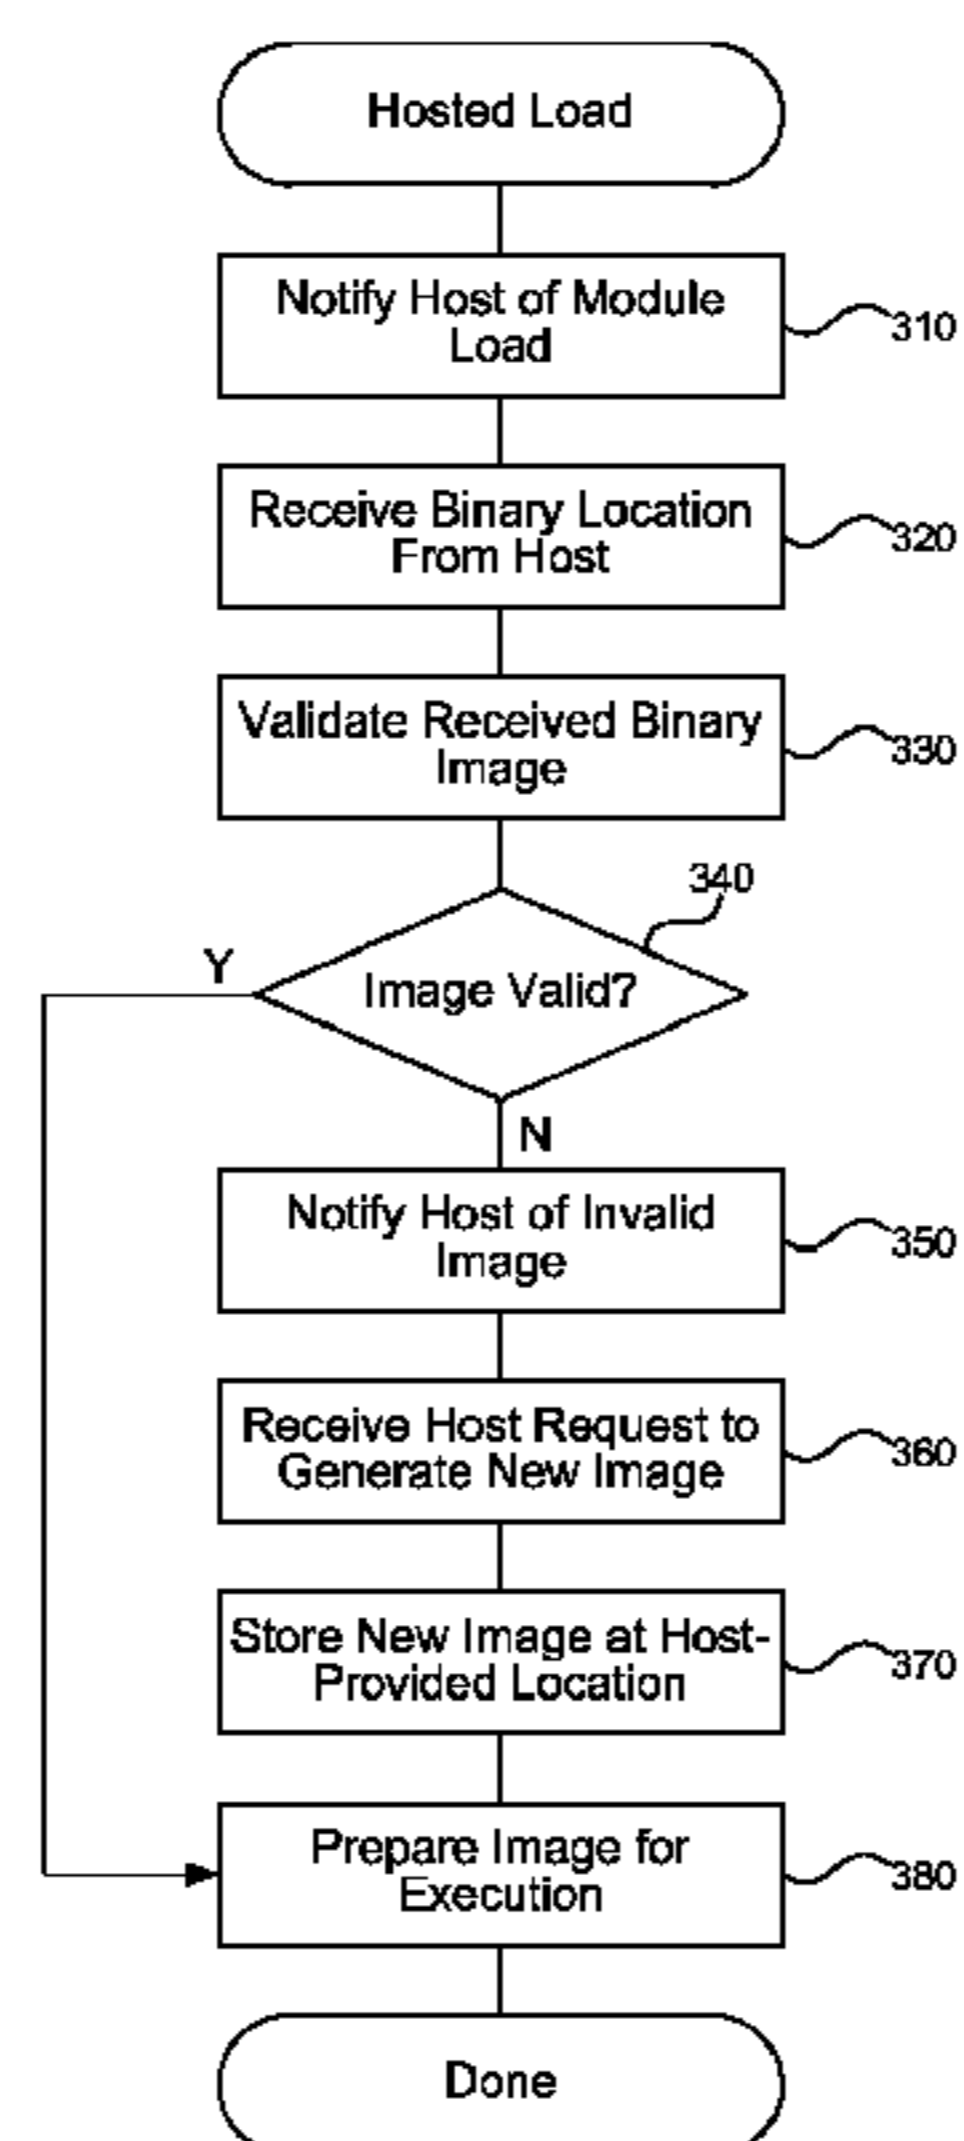 Hosted Load
Notify Host of Module
Load
310
Receive Binary Location
From Host
320
Validate Received Binary
Image
330
340
Y
Image Valid?
N
Notify Host of Invalid
Image
350
Receive Host Request to
Generate New Image
360
Store New Image at Host-
Provided Location
370
Prepare Image for
Execution
380
Done